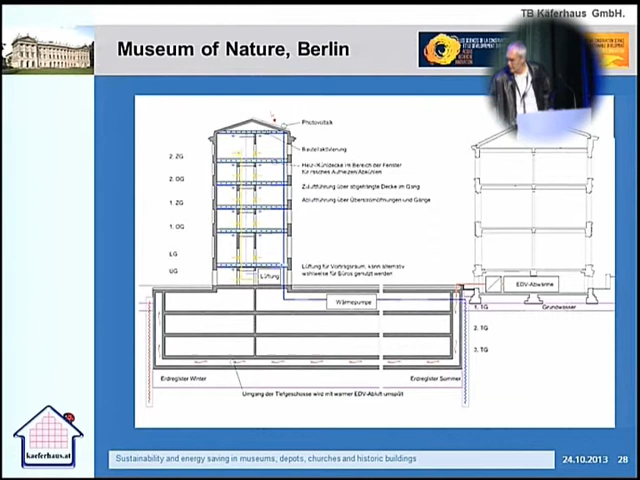 TB Käferhaus GmbH.
Museum of Nature, Berlin
Photovoltaik
Bauteilaktivierung
2. ZG
Heiz-/Kühldecke im Bereich der Fenster
für rasches Aufheizen/Abkühlen
2. OG
Zuluftführung über abgehängte Decke im Gang
1. ZG
Abluftführung über Überströmöffnungen und Gänge
1. OG
EG
UG
Lüftung
Lüftung für Vortragsraum, kann alternativ
wahlweise für Büros genutzt werden
EDV-Abwärme
Wärmepumpe
1. TG
Grundwasser
2. TG
3. TG
Erdregister Winter
Erdregister Sommer
Umgang der Tiefgeschosse wird mit warmer EDV-Abluft umspült
kaeferhaus.at
Sustainability and energy saving in museums, depots, churches and historic buildings
24.10.2013
28